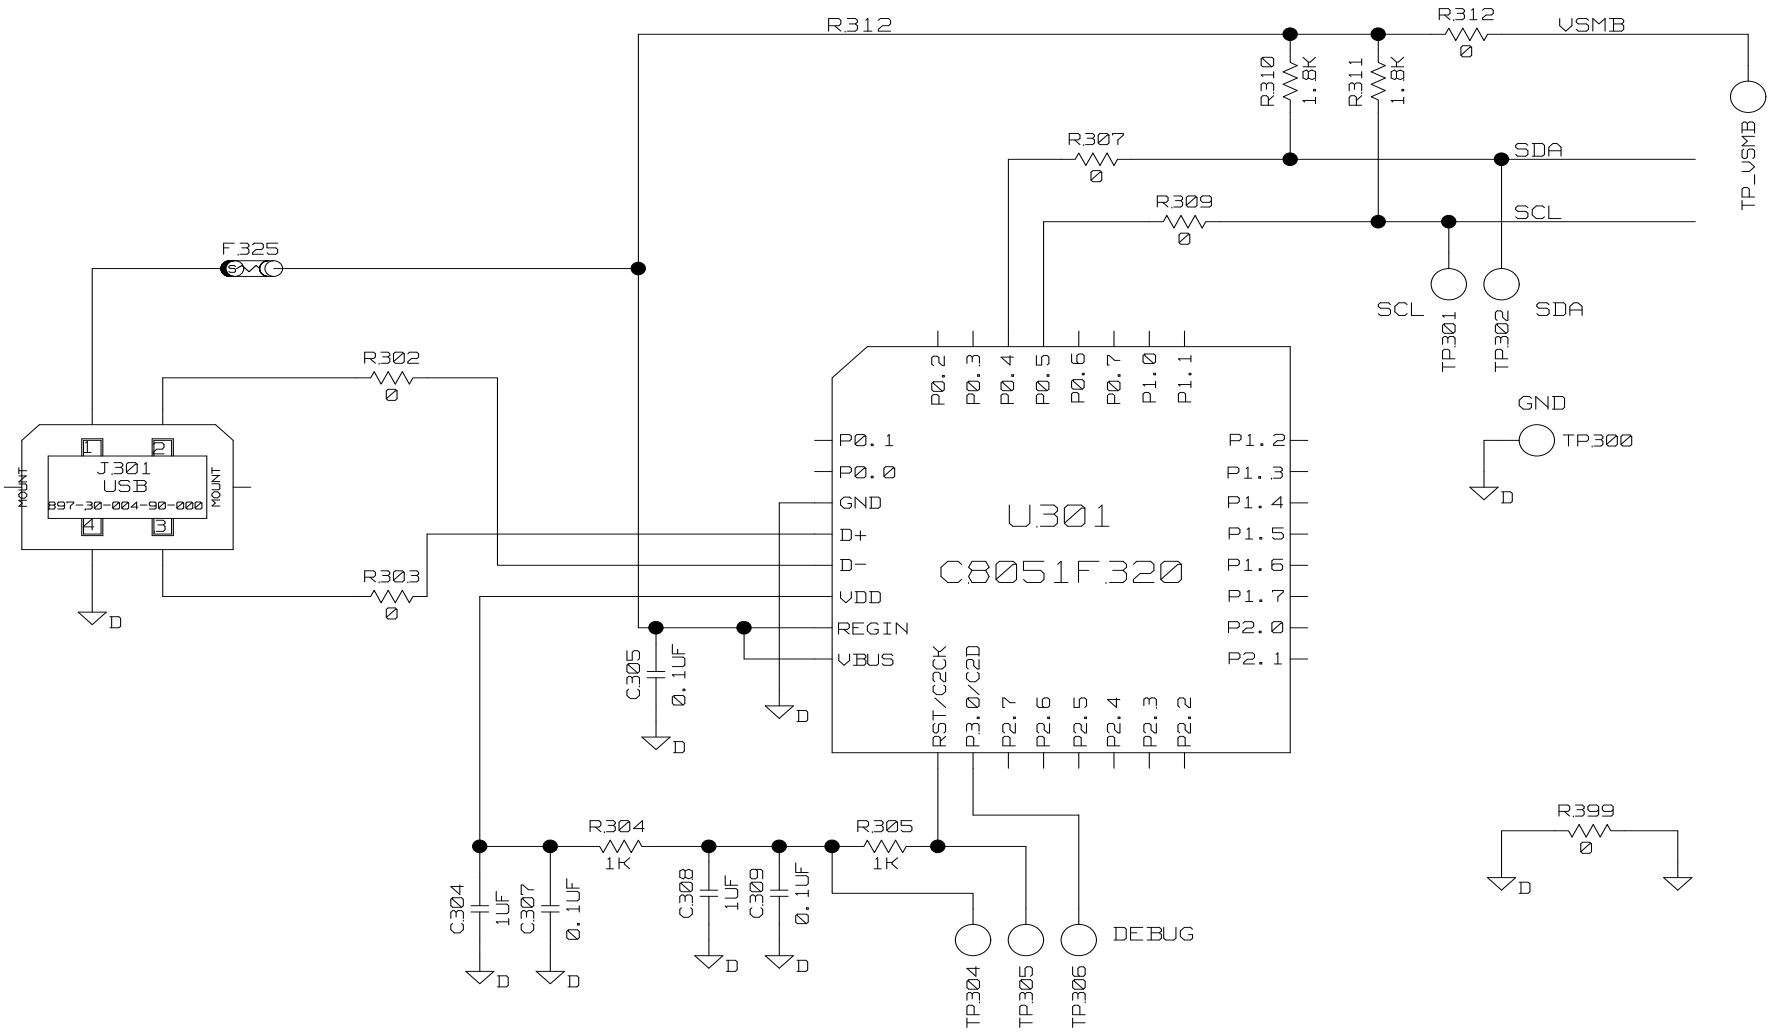 R312
R312
0
VSMB
R310
1.8K
R311
1.8K
TP_VSMB
R307
0
SDA
R309
0
SCL
F325
S
SCL
SDA
TP301
TP302
R302
0
P0.2
P0.3
P0.4
P0.5
P0.6
P0.7
P1.0
P1.1
GND
TP300
D
1
2
J301
USB
897-30-004-90-000
4
3
MOUNT
MOUNT
D
P0.1
P0.0
GND
D+
D-
VDD
REGIN
VBUS
U301
C8051F320
P1.2
P1.3
P1.4
P1.5
P1.6
P1.7
P2.0
P2.1
R303
0
C305
0.1UF
D
D
RST/C2CK
P3.0/C2D
P2.7
P2.6
P2.5
P2.4
P2.3
P2.2
R304
1K
R305
1K
R399
0
D
C304
1UF
C307
0.1UF
C308
1UF
C309
0.1UF
D
D
D
D
DEBUG
TP304
TP305
TP306